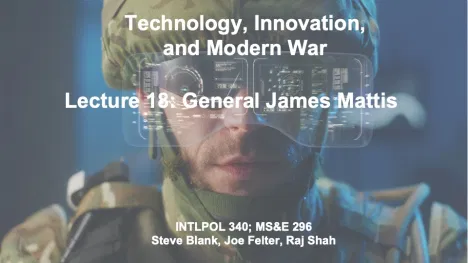 Technology, Innovation,
and Modern War
Lecture 18: General James Mattis
INTLPOL 340; MS&E 296
Steve Blank, Joe Felter, Raj Shah